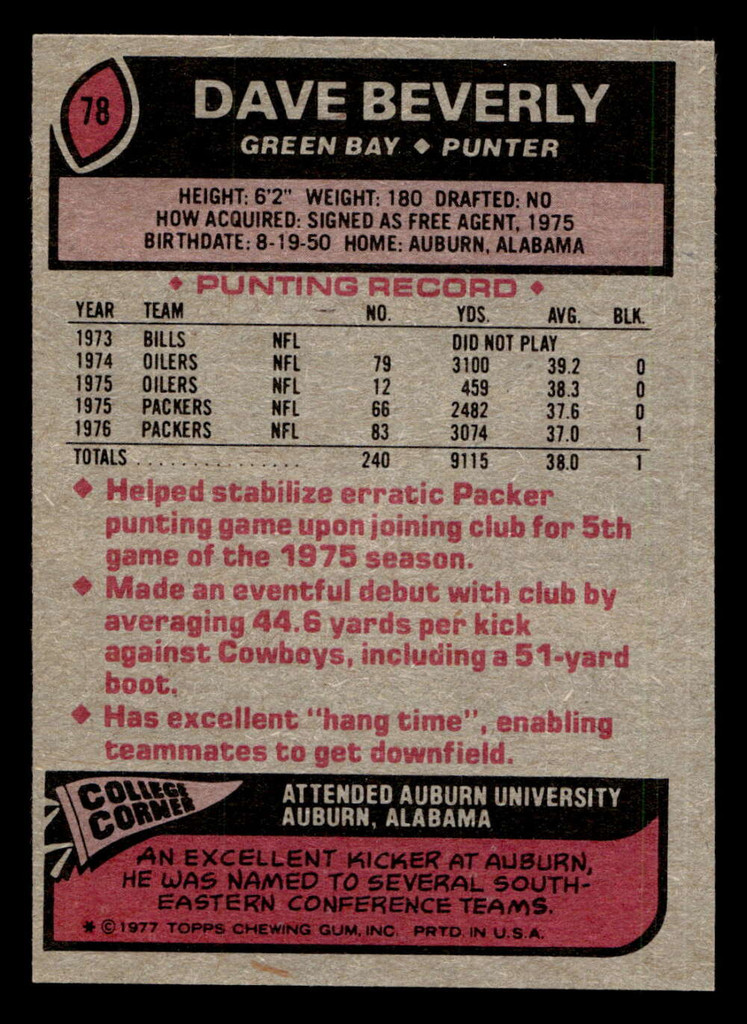 78
DAVE BEVERLY
GREEN BAY ♦ PUNTER
HEIGHT: 6'2" WEIGHT: 180 DRAFTED: NO
HOW ACQUIRED: SIGNED AS FREE AGENT, 1975
BIRTHDATE: 8-19-50 HOME: AUBURN, ALABAMA
♦ PUNTING RECORD ♦
YEAR TEAM NO. YDS. AVG. BLK.
1973 BILLS NFL DID NOT PLAY
1974 OILERS NFL 79 3100 39.2 0
1975 OILERS NFL 12 459 38.3 0
1975 PACKERS NFL 66 2482 37.6 0
1976 PACKERS NFL 83 3074 37.0 1
TOTALS . . . . . . . . . . . . . . . 240 9115 38.0 1
♦ Helped stabilize erratic Packer
punting game upon joining club for 5th
game of the 1975 season.
♦ Made an eventful debut with club by
averaging 44.6 yards per kick
against Cowboys, including a 51-yard
boot.
♦ Has excellent "hang time", enabling
teammates to get downfield.
COLLEGE
CORNER
ATTENDED AUBURN UNIVERSITY
AUBURN, ALABAMA
AN EXCELLENT KICKER AT AUBURN,
HE WAS NAMED TO SEVERAL SOUTH-
EASTERN CONFERENCE TEAMS.
* © 1977 TOPPS CHEWING GUM, INC. PRTD. IN U.S.A.